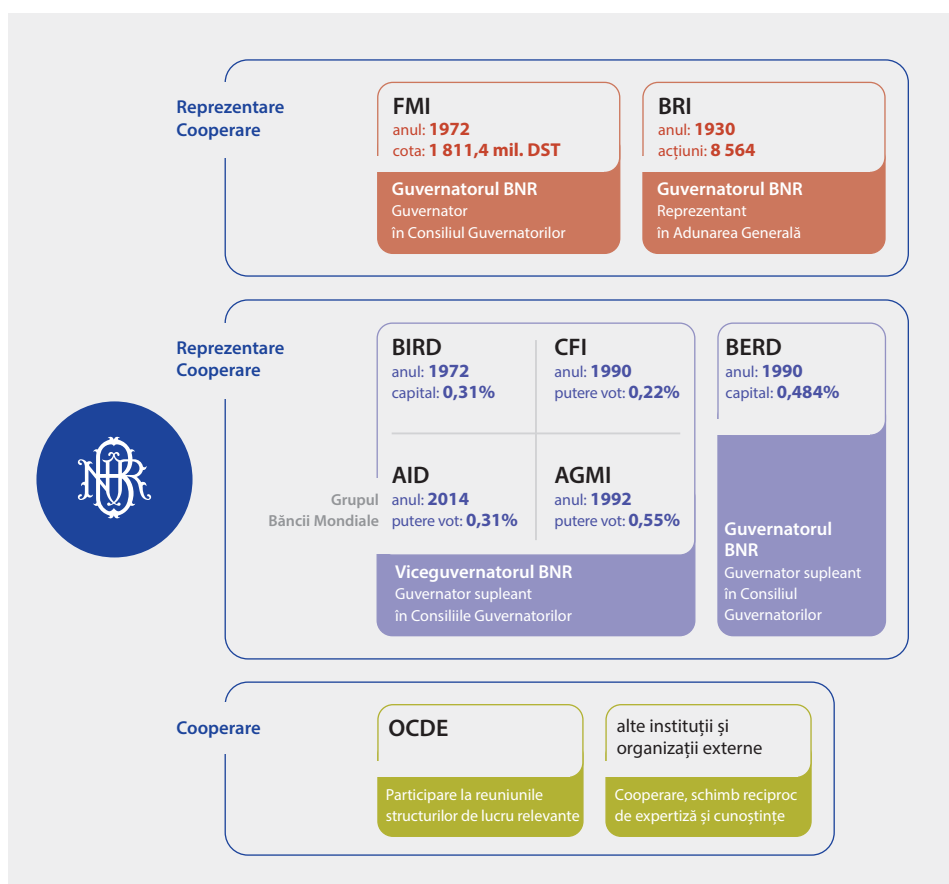 Reprezentare
Cooperare
FMI
anul: 1972
cota: 1 811,4 mil. DST
Guvernatorul BNR
Guvernator
în Consiliul Guvernatorilor
BRI
anul: 1930
acțiuni: 8 564
Guvernatorul BNR
Reprezentant
în Adunarea Generală
Reprezentare
Cooperare
BIRD
anul: 1972
capital: 0,31%
CFI
anul: 1990
putere vot: 0,22%
AID
anul: 2014
putere vot: 0,31%
AGMI
anul: 1992
putere vot: 0,55%
Grupul
Băncii Mondiale
Viceguvernatorul BNR
Guvernator supleant
în Consiliile Guvernatorilor
BERD
anul: 1990
capital: 0,484%
Guvernatorul
BNR
Guvernator supleant
în Consiliul
Guvernatorilor
BNR
Cooperare
OCDE
Participare la reuniunile
structurilor de lucru relevante
alte instituții și
organizații externe
Cooperare, schimb reciproc
de expertiză și cunoștințe